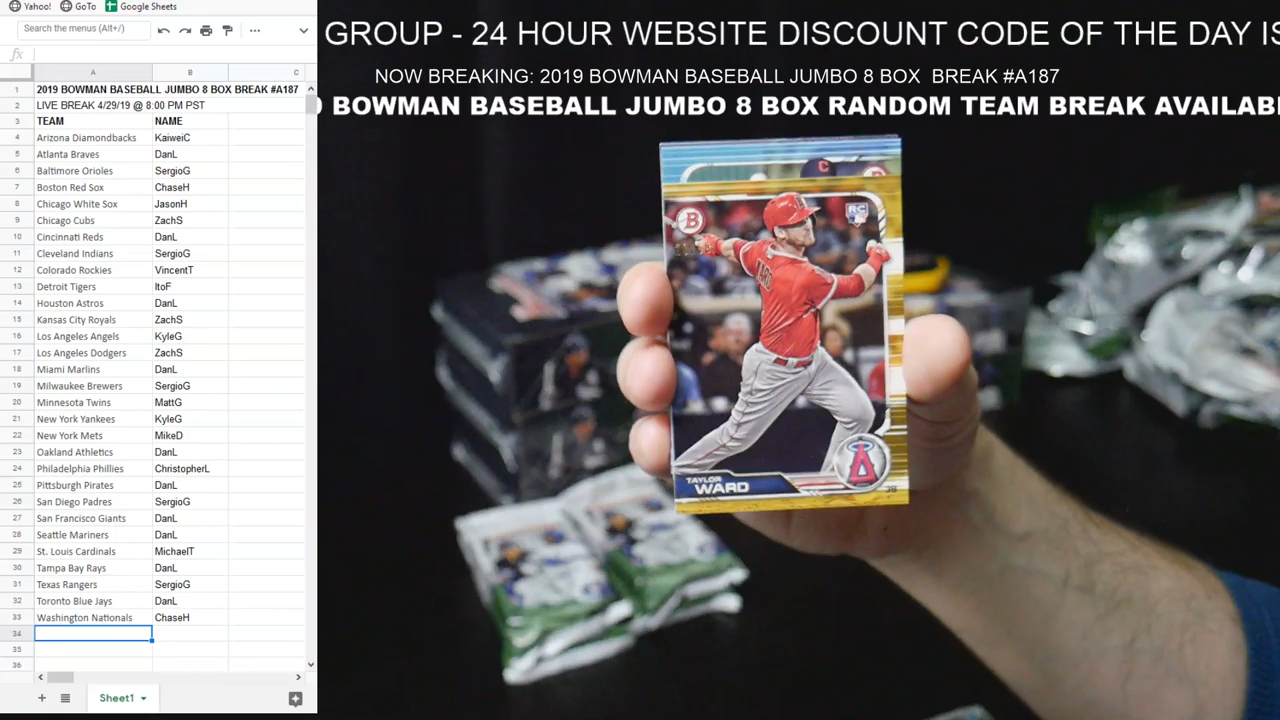 Yahoo! GoTo Google Sheets
Search the menus (Alt+/)
fx
A B C
1 2019 BOWMAN BASEBALL JUMBO 8 BOX BREAK #A187
2 LIVE BREAK 4/29/19 @ 8:00 PM PST
3 TEAM NAME
4 Arizona Diamondbacks KaiweiC
5 Atlanta Braves DanL
6 Baltimore Orioles SergioG
7 Boston Red Sox ChaseH
8 Chicago White Sox JasonH
9 Chicago Cubs ZachS
10 Cincinnati Reds DanL
11 Cleveland Indians SergioG
12 Colorado Rockies VincentT
13 Detroit Tigers ItoF
14 Houston Astros DanL
15 Kansas City Royals ZachS
16 Los Angeles Angels KyleG
17 Los Angeles Dodgers ZachS
18 Miami Marlins DanL
19 Milwaukee Brewers SergioG
20 Minnesota Twins MattG
21 New York Yankees KyleG
22 New York Mets MikeD
23 Oakland Athletics DanL
24 Philadelphia Phillies ChristopherL
25 Pittsburgh Pirates DanL
26 San Diego Padres SergioG
27 San Francisco Giants DanL
28 Seattle Mariners DanL
29 St. Louis Cardinals MichaelT
30 Tampa Bay Rays DanL
31 Texas Rangers SergioG
32 Toronto Blue Jays DanL
33 Washington Nationals ChaseH
34
35
36
Sheet1
GROUP - 24 HOUR WEBSITE DISCOUNT CODE OF THE DAY IS
NOW BREAKING: 2019 BOWMAN BASEBALL JUMBO 8 BOX BREAK #A187
BOWMAN BASEBALL JUMBO 8 BOX RANDOM TEAM BREAK AVAILAB
C
B
RC
TAYLOR
WARD
A